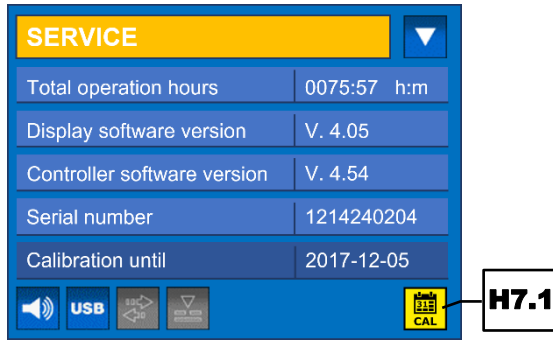 SERVICE
Total operation hours 0075:57 h:m
Display software version V. 4.05
Controller software version V. 4.54
Serial number 1214240204
Calibration until 2017-12-05
USB
31
CAL
H7.1